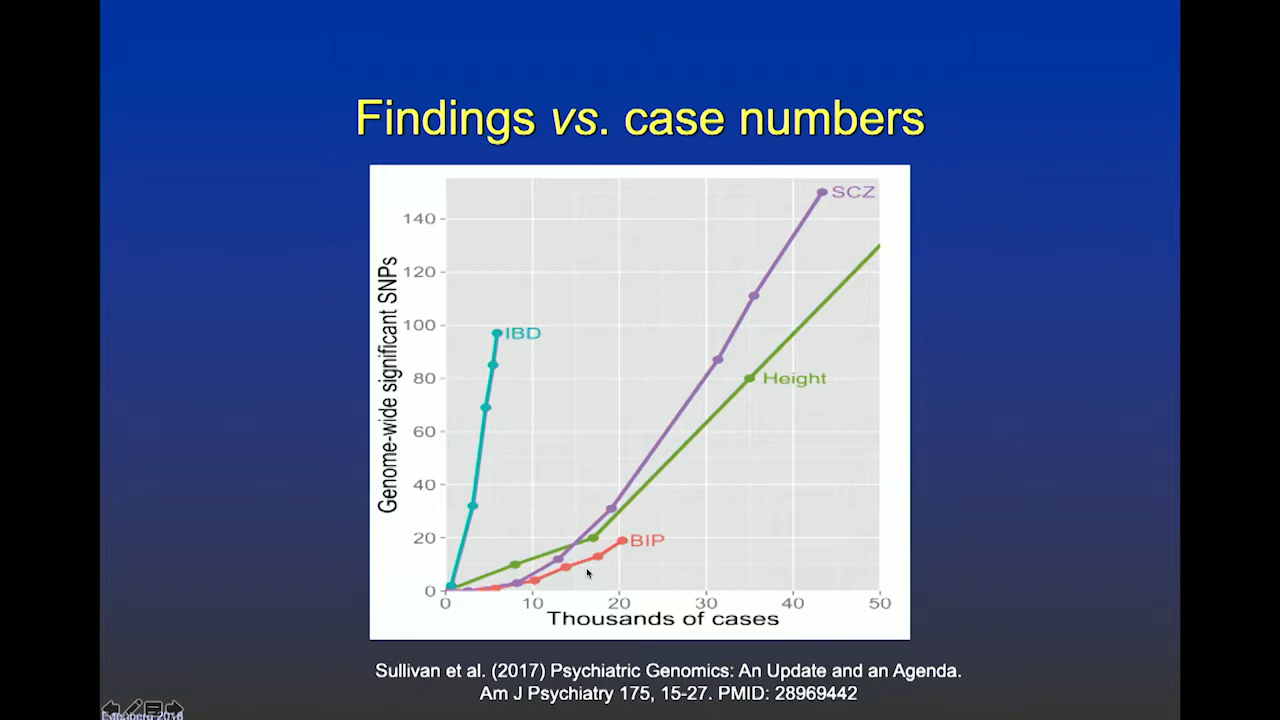 Findings vs. case numbers
Genome-wide significant SNPs
140
120
100
80
60
40
20
0
SCZ
IBD
Height
BIP
0 10 20 30 40 50
Thousands of cases
Sullivan et al. (2017) Psychiatric Genomics: An Update and an Agenda.
Am J Psychiatry 175, 15-27. PMID: 28969442